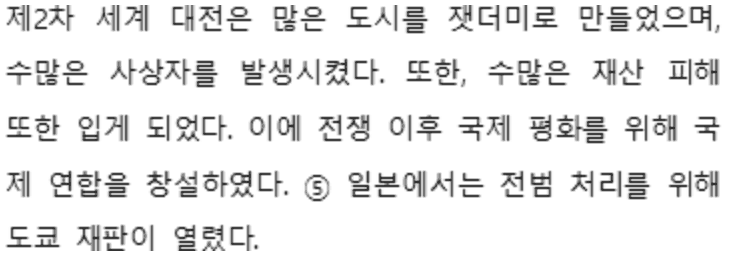 제2차 세계 대전은 많은 도시를 잿더미로 만들었으며,
수많은 사상자를 발생시켰다. 또한, 수많은 재산 피해
또한 입게 되었다. 이에 전쟁 이후 국제 평화를 위해 국
제 연합을 창설하였다. ⑤ 일본에서는 전범 처리를 위해
도쿄 재판이 열렸다.